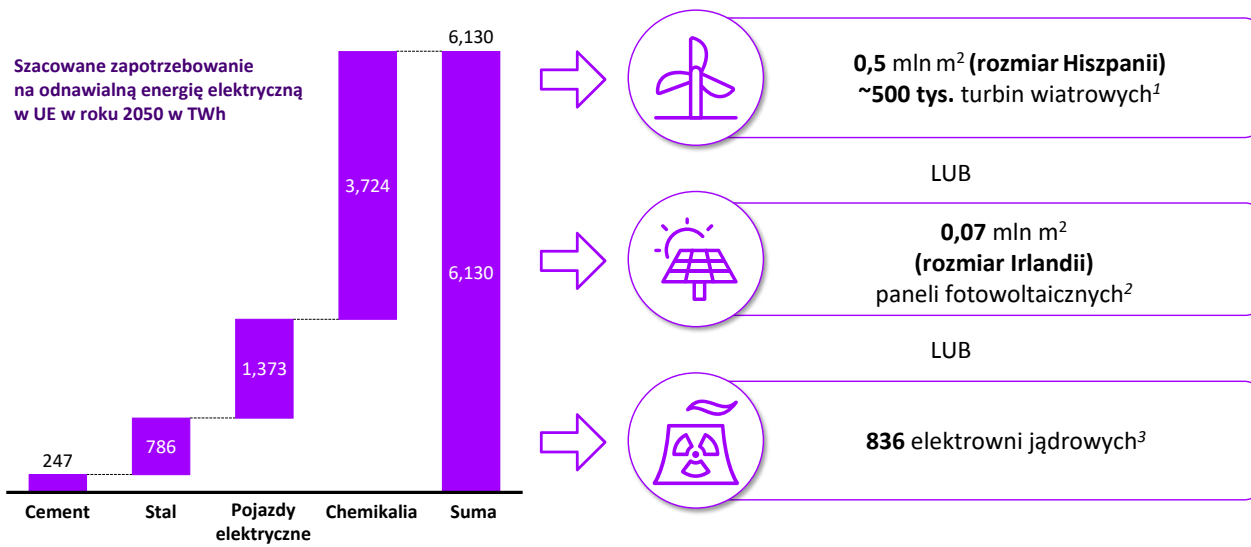 Szacowane zapotrzebowanie
na odnawialną energię elektryczną
w UE w roku 2050 w TWh
247
786
1,373
3,724
6,130
6,130
Cement
Stal
Pojazdy
elektryczne
Chemikalia
Suma
0,5 mln m² (rozmiar Hiszpanii)
~500 tys. turbin wiatrowych¹
LUB
0,07 mln m²
(rozmiar Irlandii)
paneli fotowoltaicznych²
LUB
836 elektrowni jądrowych³